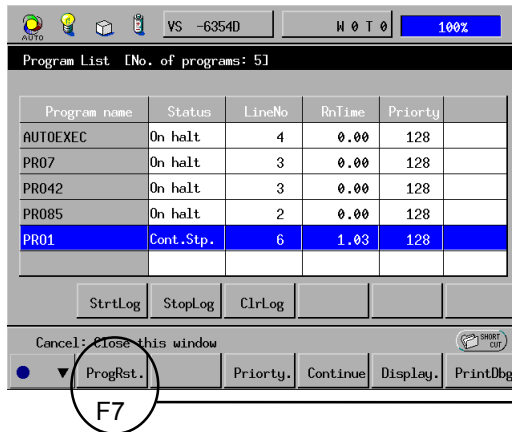 AUTO VS -6354D W 0 T 0 100%
Program List [No. of programs: 5]
Program name Status LineNo RnTime Priorty
AUTOEXEC On halt 4 0.00 128
PRO7 On halt 3 0.00 128
PRO42 On halt 3 0.00 128
PRO85 On halt 2 0.00 128
PRO1 Cont.Stp. 6 1.03 128
StrtLog StopLog ClrLog
Cancel: Close this window SHORT CUT
ProgRst. Priorty. Continue Display. PrintDbg
F7